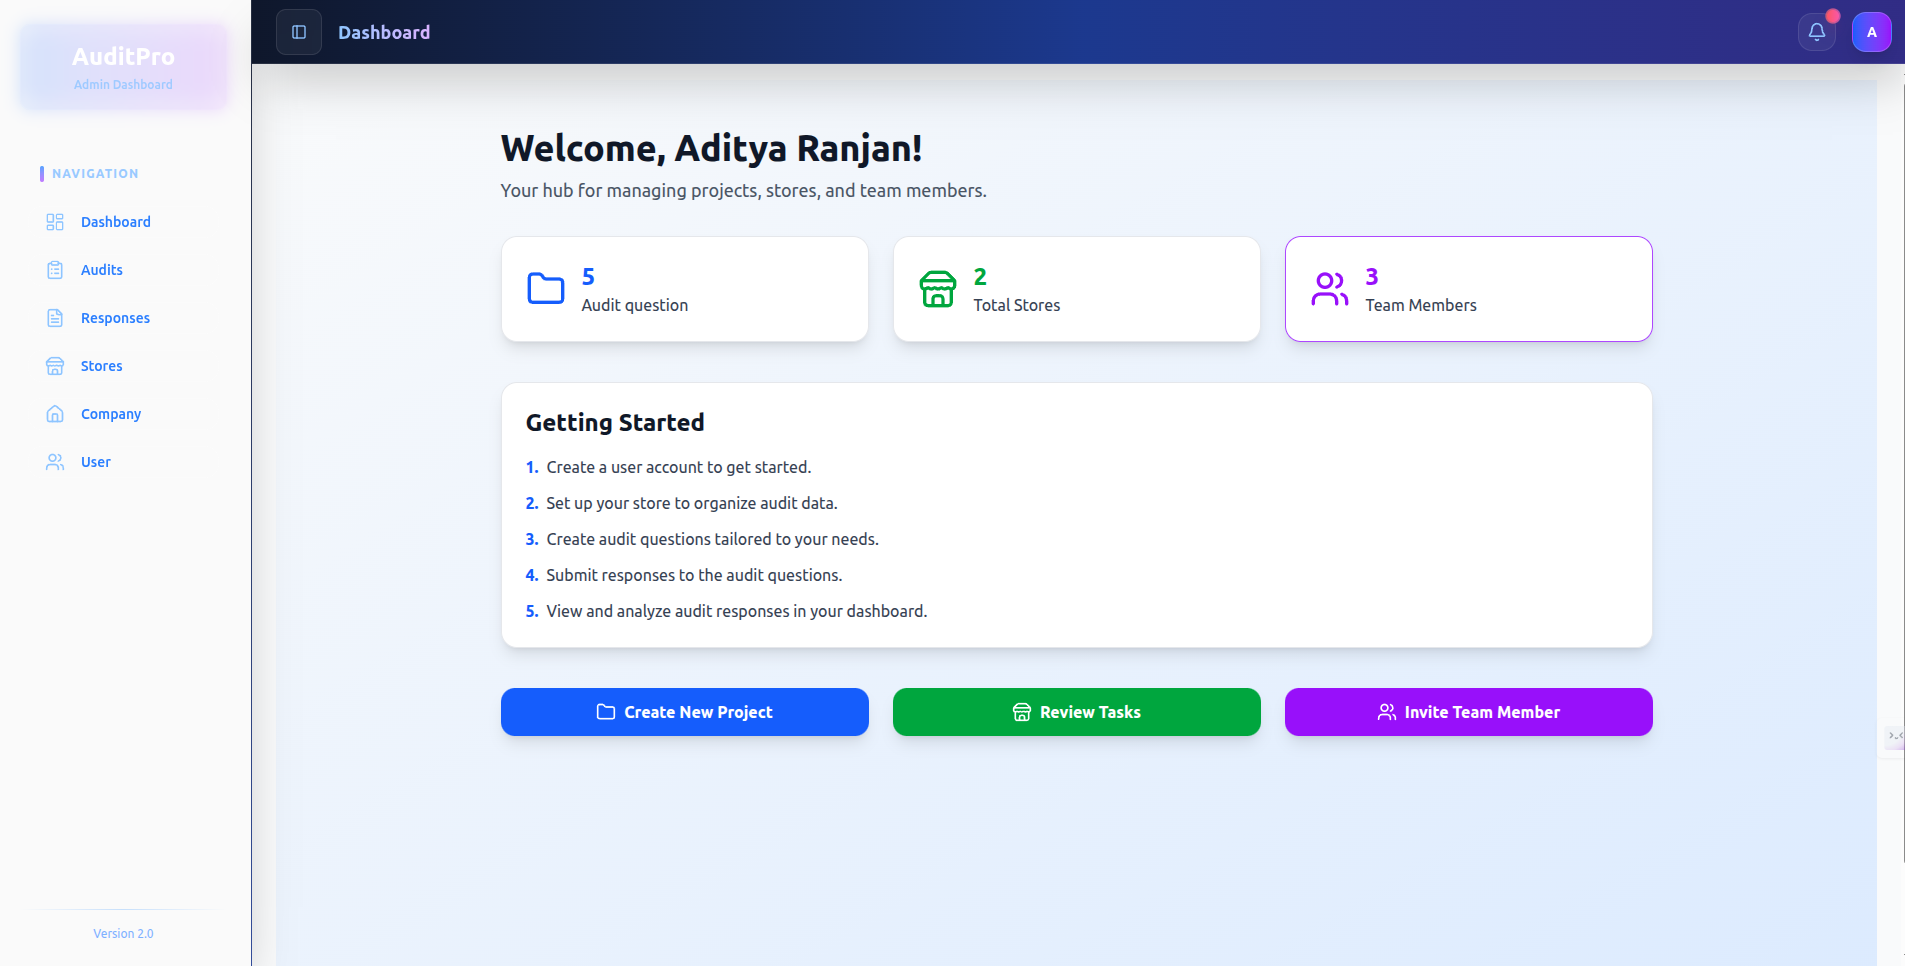 AuditPro
Admin Dashboard
NAVIGATION
Dashboard
Audits
Responses
Stores
Company
User
Version 2.0
Dashboard
A
Welcome, Aditya Ranjan!
Your hub for managing projects, stores, and team members.
5
Audit question
2
Total Stores
3
Team Members
Getting Started
1. Create a user account to get started.
2. Set up your store to organize audit data.
3. Create audit questions tailored to your needs.
4. Submit responses to the audit questions.
5. View and analyze audit responses in your dashboard.
Create New Project
Review Tasks
Invite Team Member